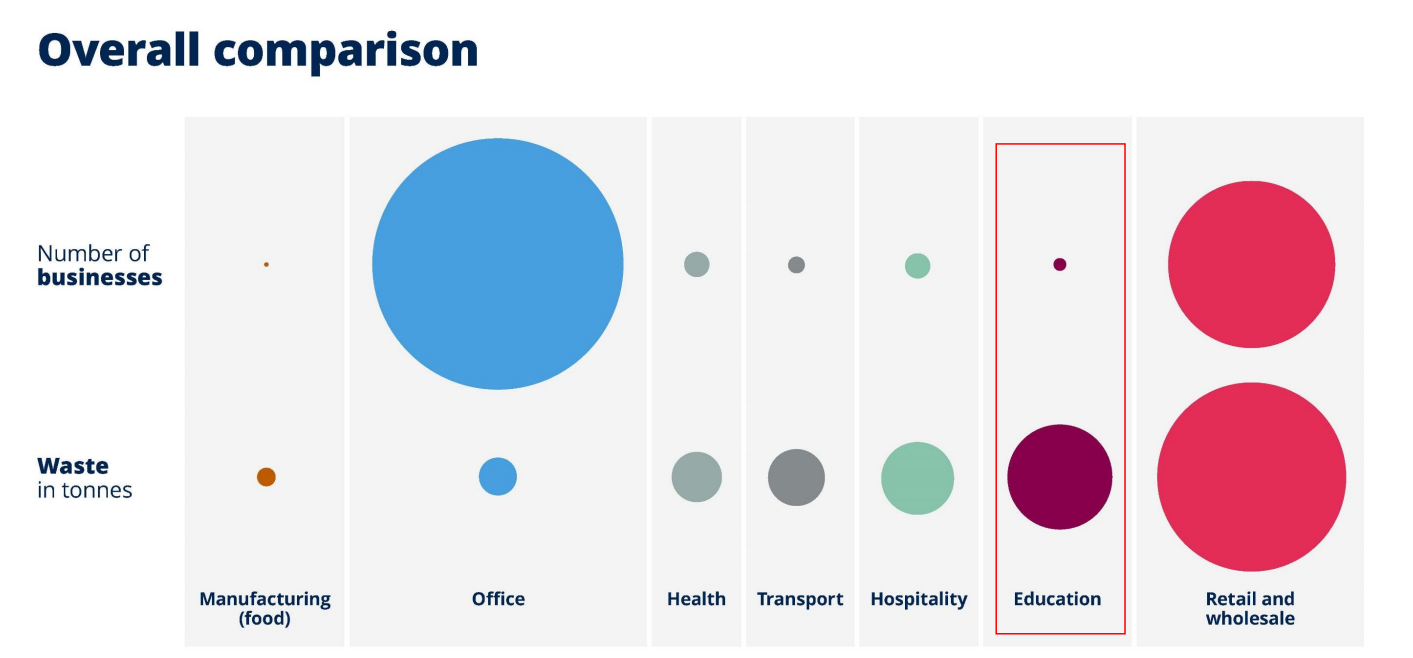 Overall comparison
Number of
businesses
Waste
in tonnes
Manufacturing
(food)
Office
Health
Transport
Hospitality
Education
Retail and
wholesale